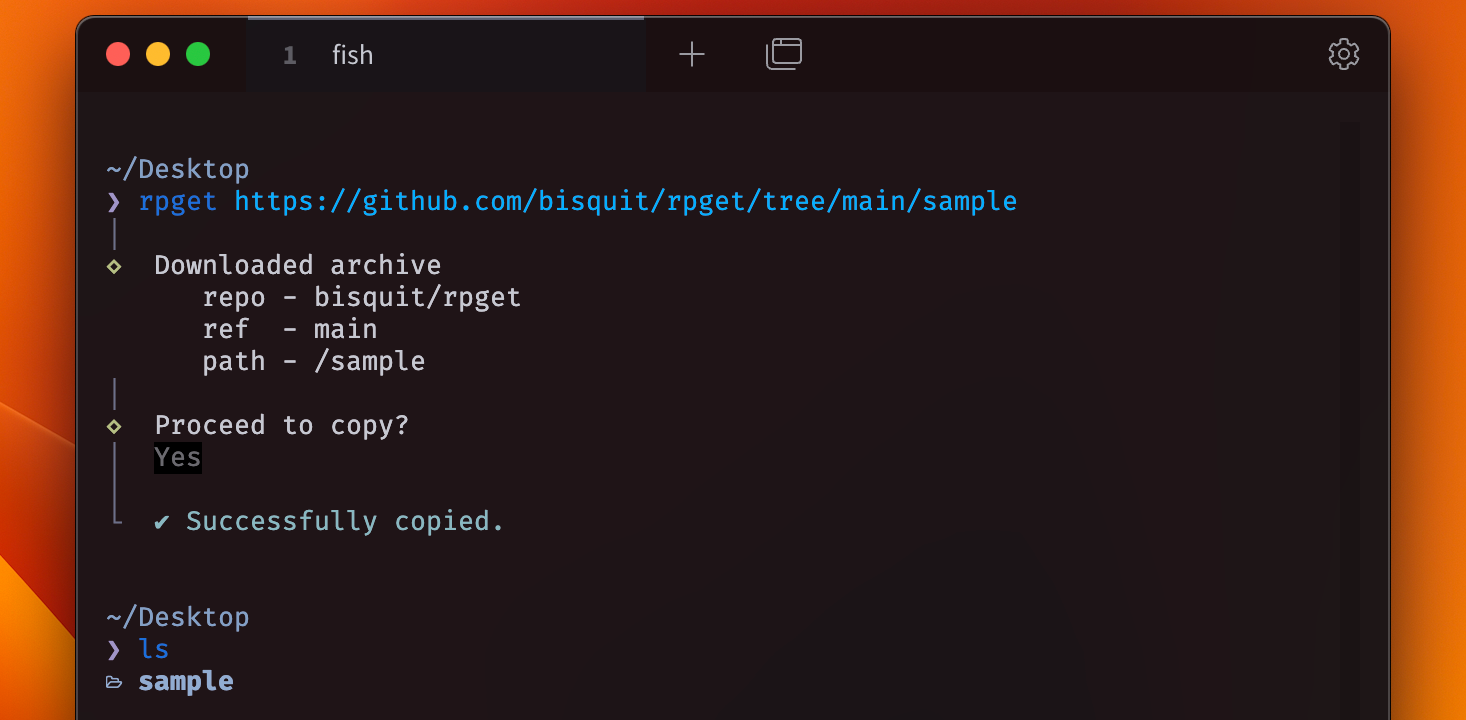 1 fish
~/Desktop
❯ rpget https://github.com/bisquit/rpget/tree/main/sample
Downloaded archive
repo - bisquit/rpget
ref - main
path - /sample
Proceed to copy?
Yes
✔ Successfully copied.
~/Desktop
❯ ls
sample